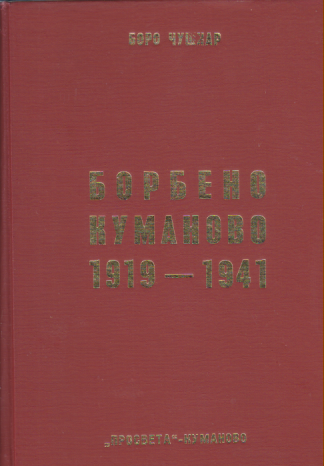 БОРО ЧУШКАР
БОРБЕНО
КУМАНОВО
1919 — 1941
„ПРОСВЕТА“-КУМАНОВО